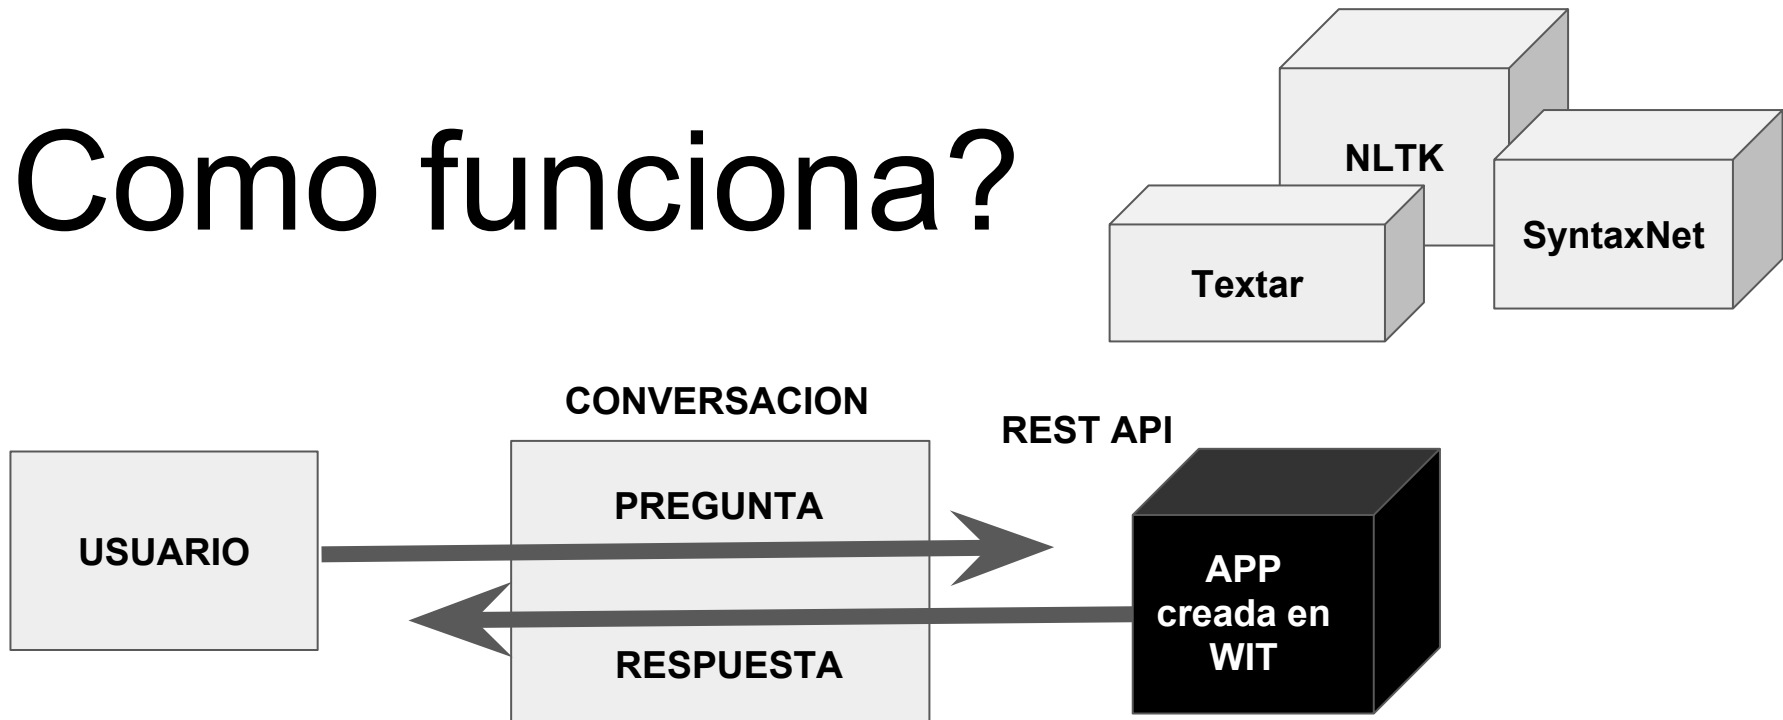 Como funciona?
NLTK
SyntaxNet
Textar
CONVERSACION
REST API
USUARIO
PREGUNTA
RESPUESTA
APP
creada en
WIT